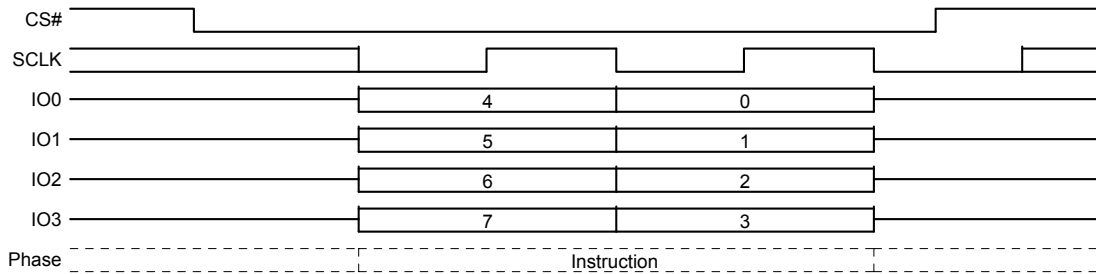 CS#
SCLK
IO0 4 0
IO1 5 1
IO2 6 2
IO3 7 3
Phase Instruction